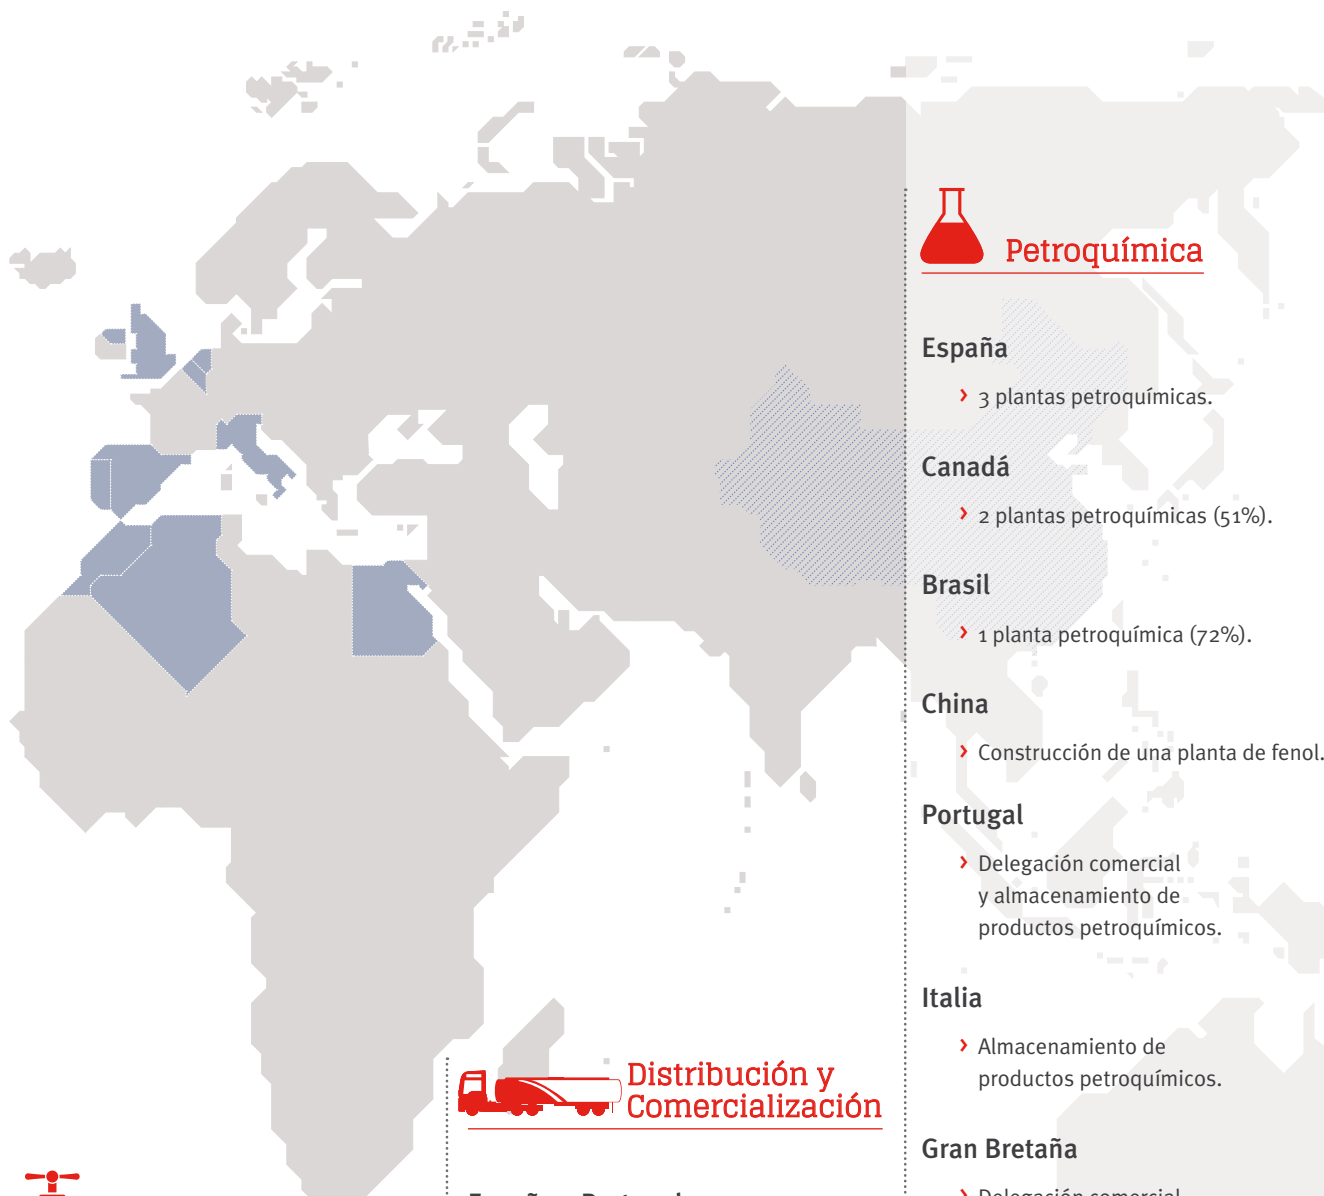 Petroquímica
España
› 3 plantas petroquímicas.
Canadá
› 2 plantas petroquímicas (51%).
Brasil
› 1 planta petroquímica (72%).
China
› Construcción de una planta de fenol.
Portugal
› Delegación comercial
y almacenamiento de
productos petroquímicos.
Italia
› Almacenamiento de
productos petroquímicos.
Gran Bretaña
› Delegación comercial
Distribución y
Comercialización